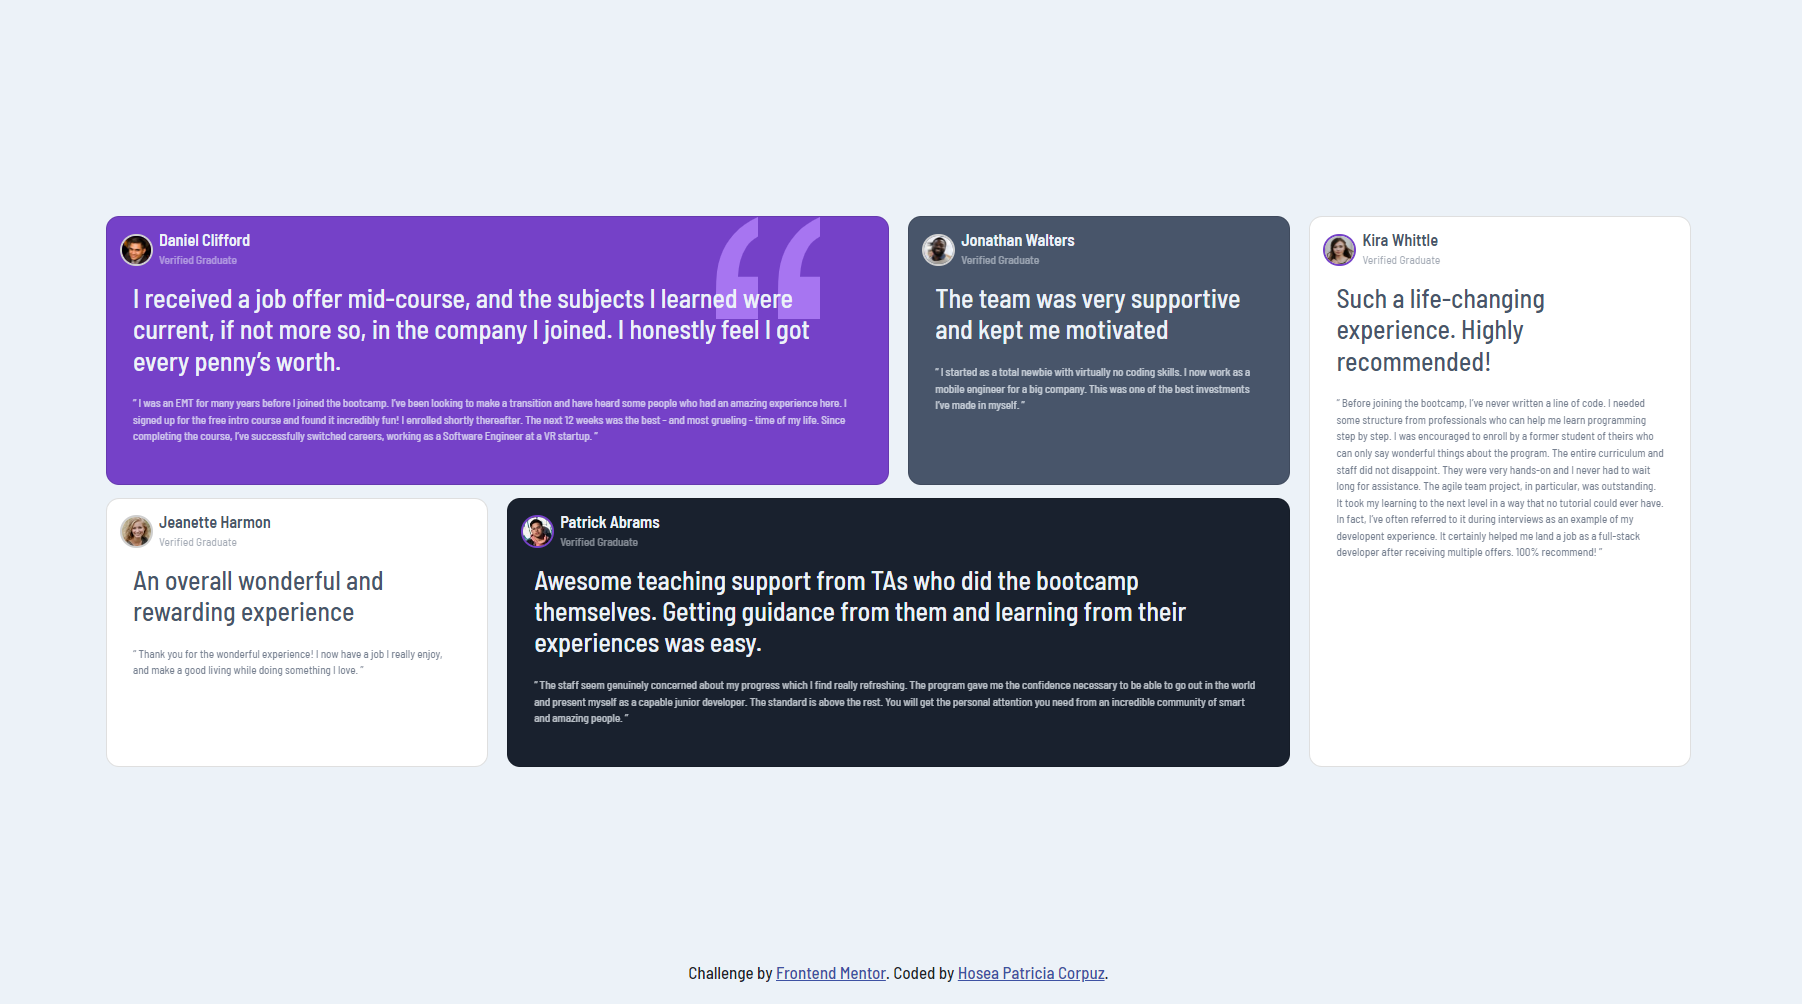 Daniel Clifford
Verified Graduate
I received a job offer mid-course, and the subjects I learned were
current, if not more so, in the company I joined. I honestly feel I got
every penny’s worth.
“ I was an EMT for many years before I joined the bootcamp. I’ve been looking to make a transition and have heard some people who had an amazing experience here. I
signed up for the free intro course and found it incredibly fun! I enrolled shortly thereafter. The next 12 weeks was the best - and most grueling - time of my life. Since
completing the course, I’ve successfully switched careers, working as a Software Engineer at a VR startup. ”
Jonathan Walters
Verified Graduate
The team was very supportive
and kept me motivated
“ I started as a total newbie with virtually no coding skills. I now work as a
mobile engineer for a big company. This was one of the best investments
I’ve made in myself. ”
Kira Whittle
Verified Graduate
Such a life-changing
experience. Highly
recommended!
“ Before joining the bootcamp, I’ve never written a line of code. I needed
some structure from professionals who can help me learn programming
step by step. I was encouraged to enroll by a former student of theirs who
can only say wonderful things about the program. The entire curriculum and
staff did not disappoint. They were very hands-on and I never had to wait
long for assistance. The agile team project, in particular, was outstanding.
It took my learning to the next level in a way that no tutorial could ever have.
In fact, I’ve often referred to it during interviews as an example of my
developent experience. It certainly helped me land a job as a full-stack
developer after receiving multiple offers. 100% recommend! ”
Jeanette Harmon
Verified Graduate
An overall wonderful and
rewarding experience
“ Thank you for the wonderful experience! I now have a job I really enjoy,
and make a good living while doing something I love. ”
Patrick Abrams
Verified Graduate
Awesome teaching support from TAs who did the bootcamp
themselves. Getting guidance from them and learning from their
experiences was easy.
“ The staff seem genuinely concerned about my progress which I find really refreshing. The program gave me the confidence necessary to be able to go out in the world
and present myself as a capable junior developer. The standard is above the rest. You will get the personal attention you need from an incredible community of smart
and amazing people. ”
Challenge by Frontend Mentor. Coded by Hosea Patricia Corpuz.